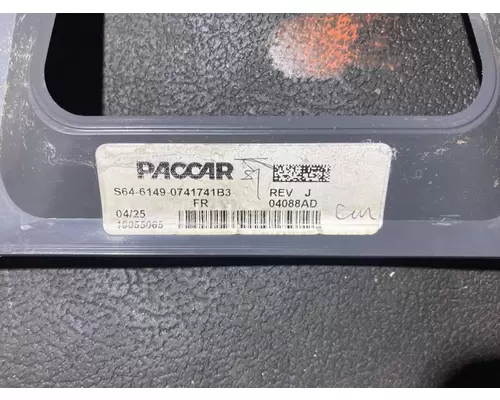 PACCAR
S64-6149-0741741B3 REV J
FR 04088AD
04/25
10055065